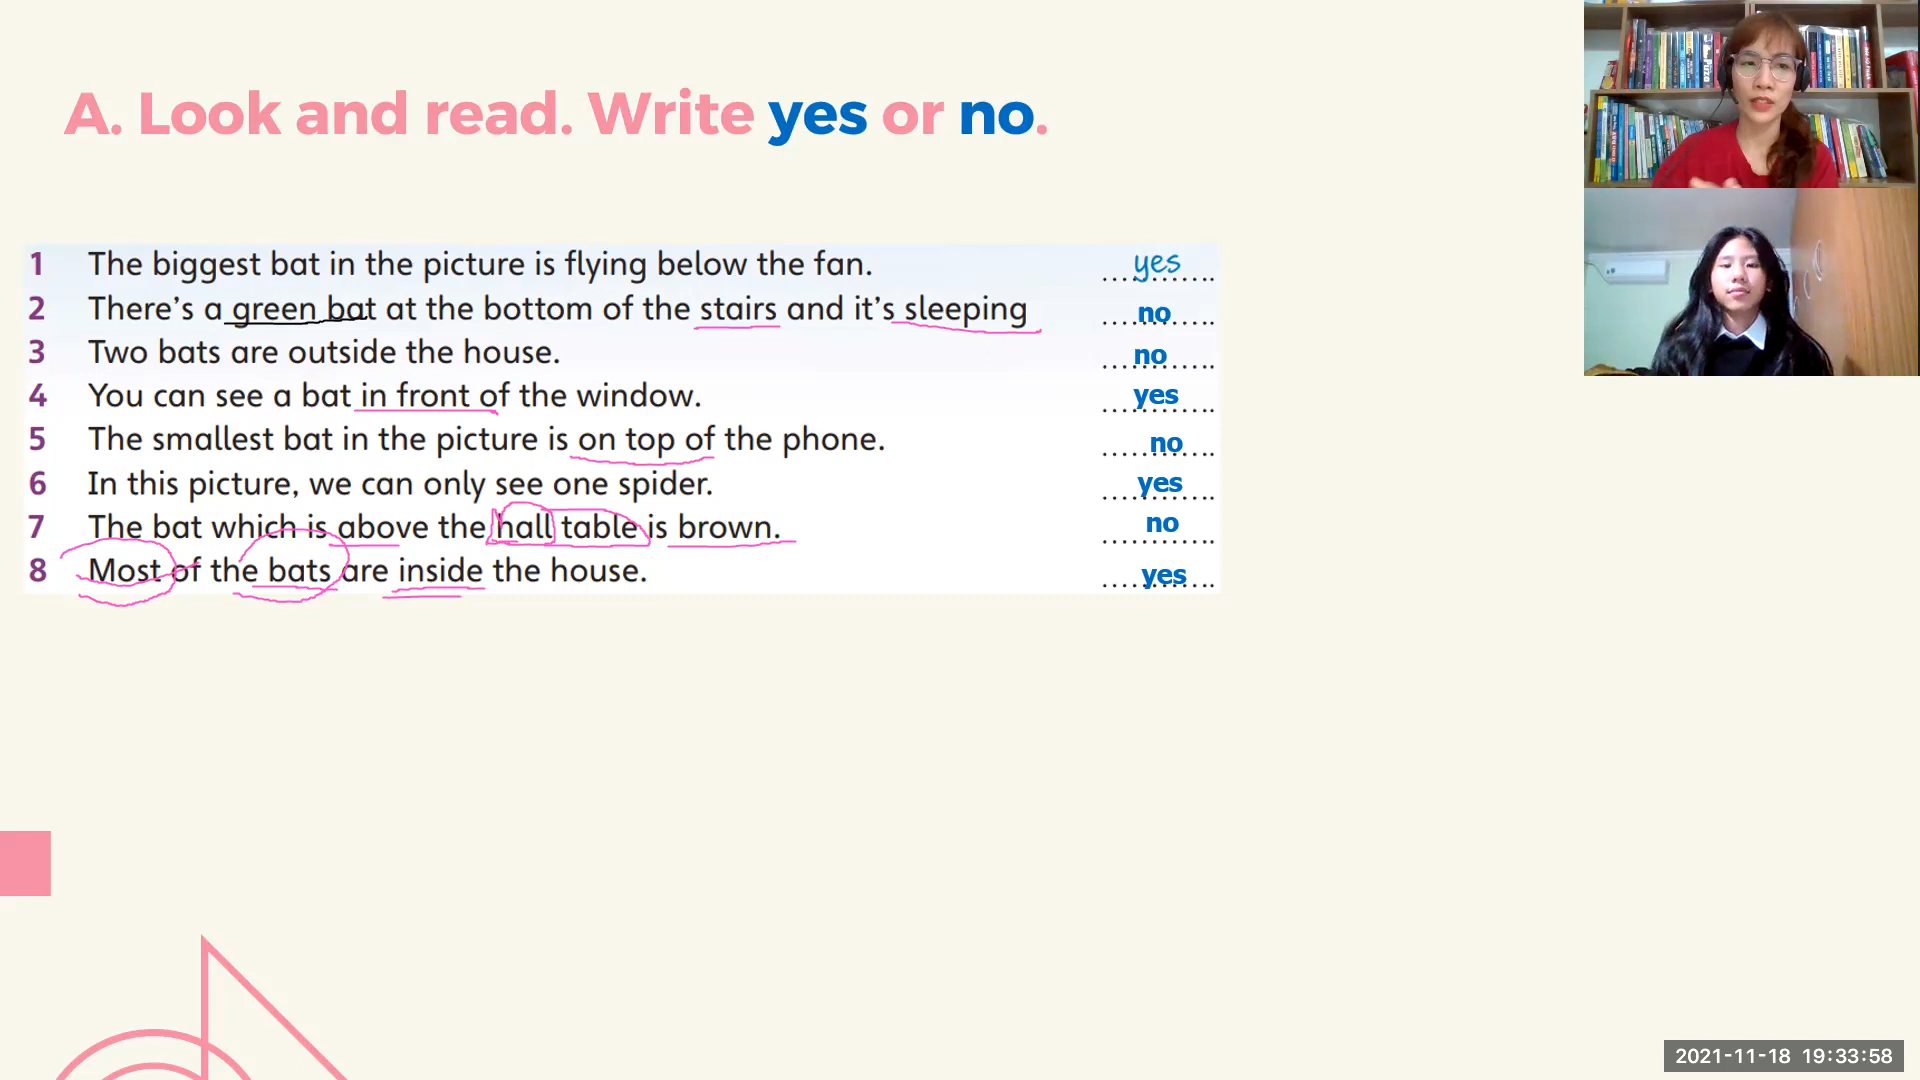 A. Look and read. Write yes or no.
1 The biggest bat in the picture is flying below the fan. yes
2 There's a green bat at the bottom of the stairs and it's sleeping no
3 Two bats are outside the house. no
4 You can see a bat in front of the window. yes
5 The smallest bat in the picture is on top of the phone. no
6 In this picture, we can only see one spider. yes
7 The bat which is above the hall table is brown. no
8 Most of the bats are inside the house. yes
2021-11-18 19:33:58